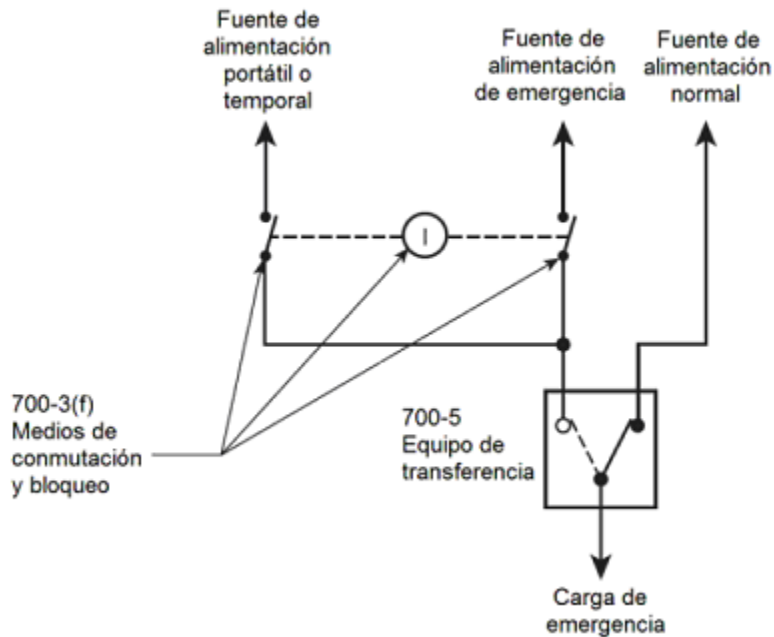 Fuente de
alimentación
portátil o
temporal
Fuente de
alimentación
de emergencia
Fuente de
alimentación
normal
I
700-3(f)
Medios de
conmutación
y bloqueo
700-5
Equipo de
transferencia
Carga de
emergencia